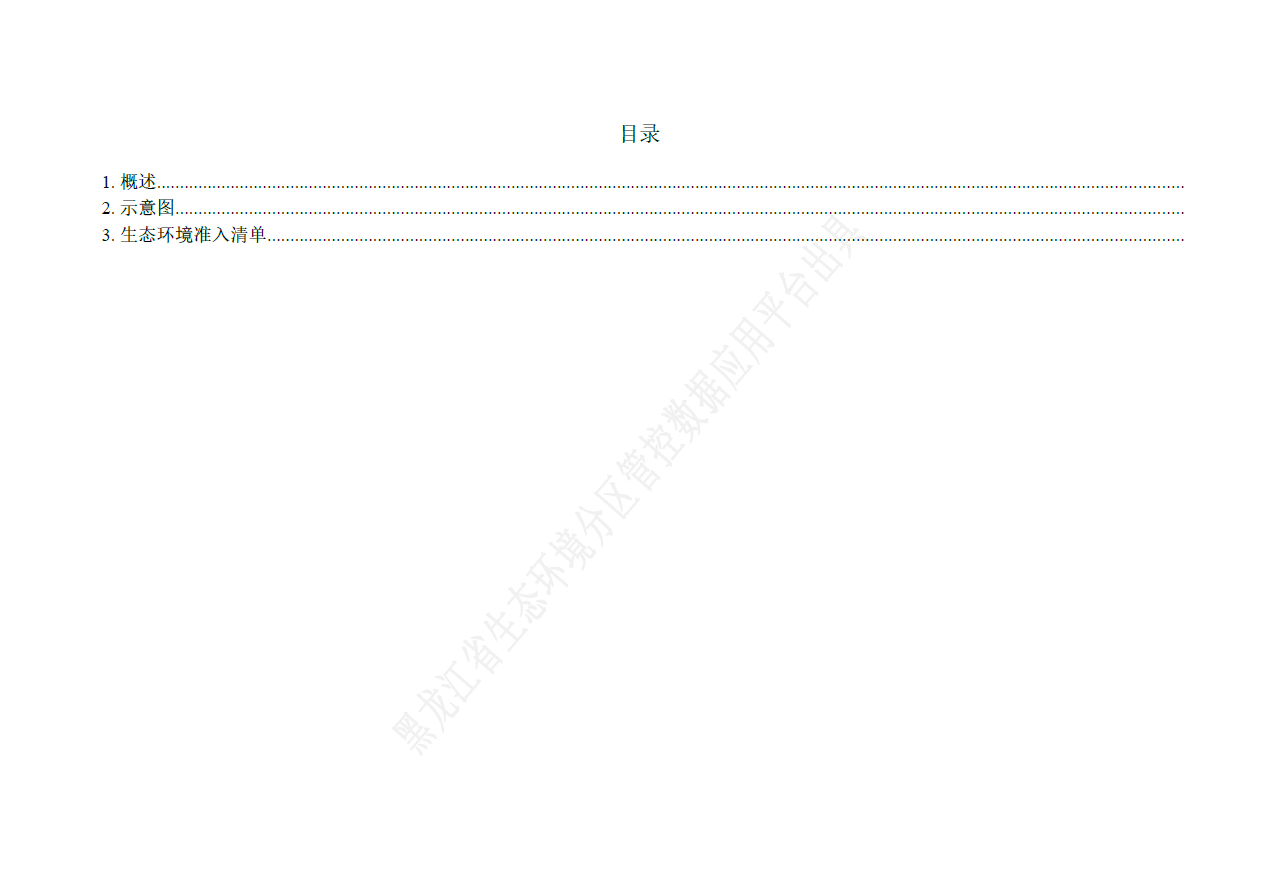 目录
1. 概述................................................................................................................................
2. 示意图................................................................................................................................
3. 生态环境准入清单................................................................................................................................
黑龙江省生态环境分区管控数据应用平台出具